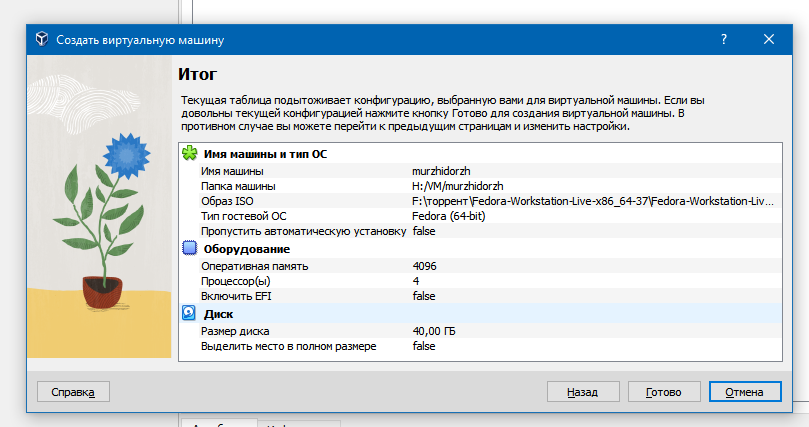 Создать виртуальную машину
Итог
Текущая таблица подытоживает конфигурацию, выбранную вами для виртуальной машины. Если вы
довольны текущей конфигурацией нажмите кнопку Готово для создания виртуальной машины. В
противном случае вы можете перейти к предыдущим страницам и изменить настройки.
Имя машины и тип ОС
Имя машины murzhidorzh
Папка машины H:/VM/murzhidorzh
Образ ISO F:\торрент\Fedora-Workstation-Live-x86_64-37\Fedora-Workstation-Liv...
Тип гостевой ОС Fedora (64-bit)
Пропустить автоматическую установку false
Оборудование
Оперативная память 4096
Процессор(ы) 4
Включить EFI false
Диск
Размер диска 40,00 ГБ
Выделить место в полном размере false
Справка Назад Готово Отмена